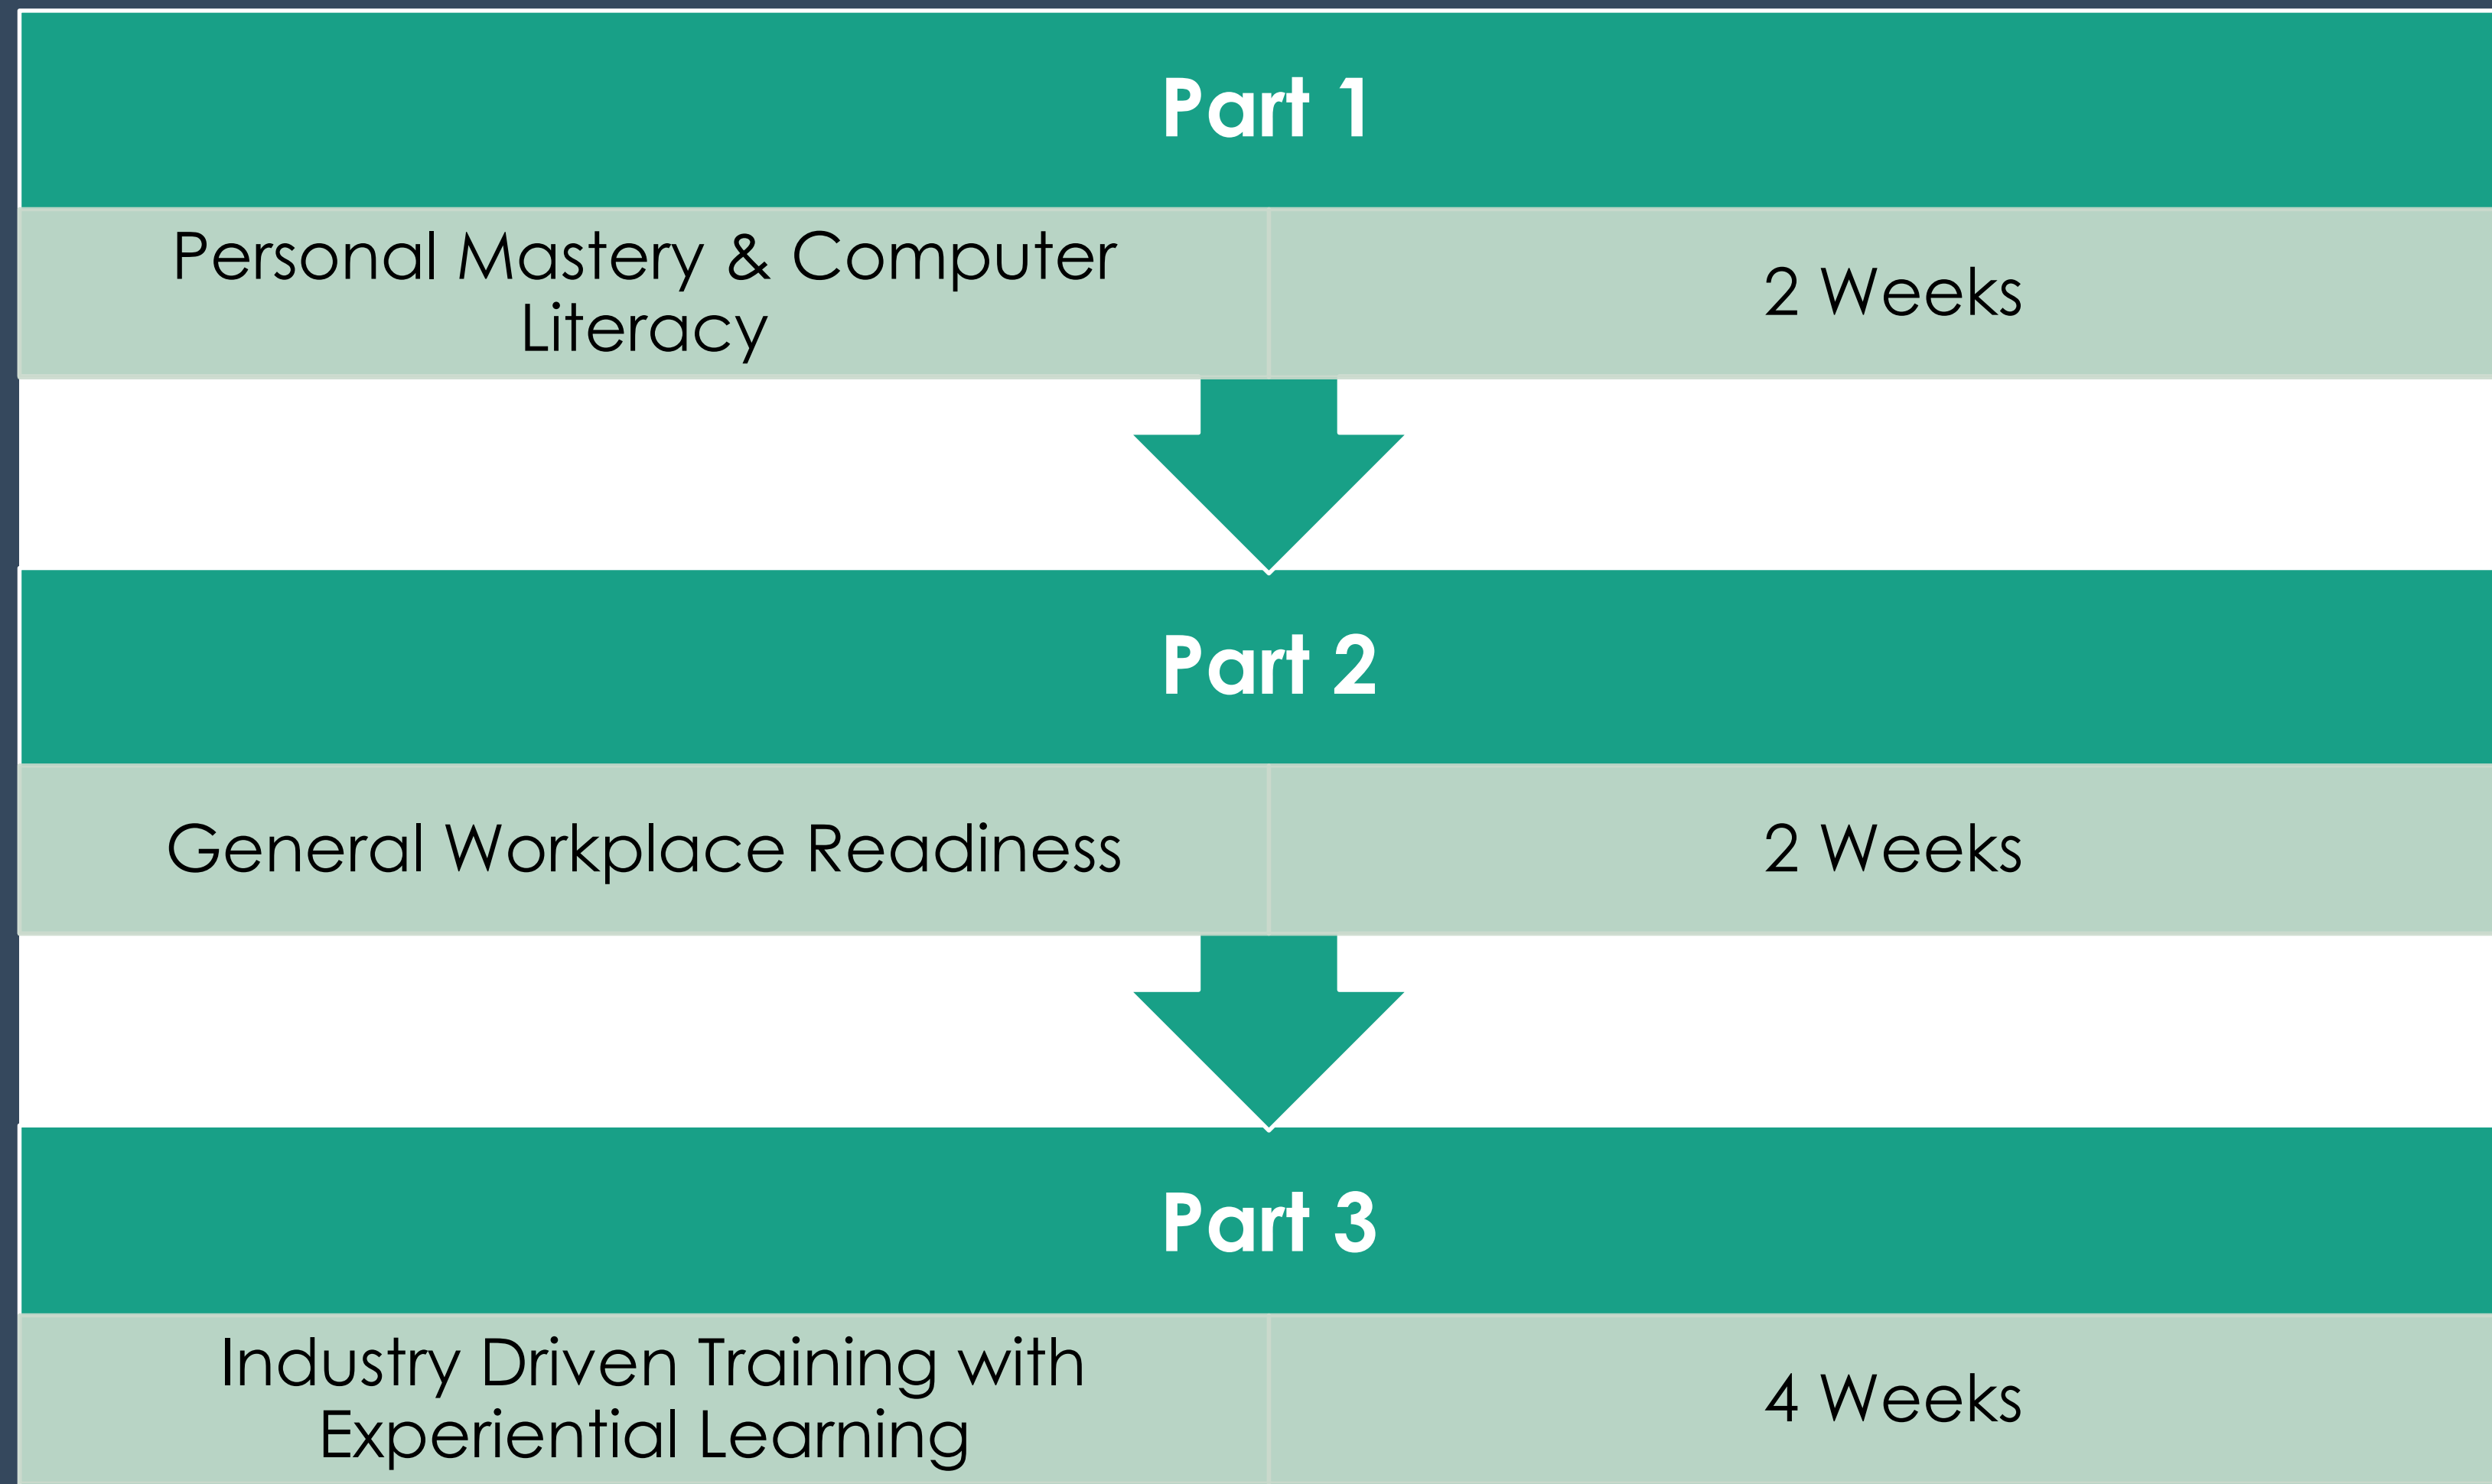 Part 1
Personal Mastery & Computer
Literacy
2 Weeks
Part 2
General Workplace Readiness
2 Weeks
Part 3
Industry Driven Training with
Experiential Learning
4 Weeks